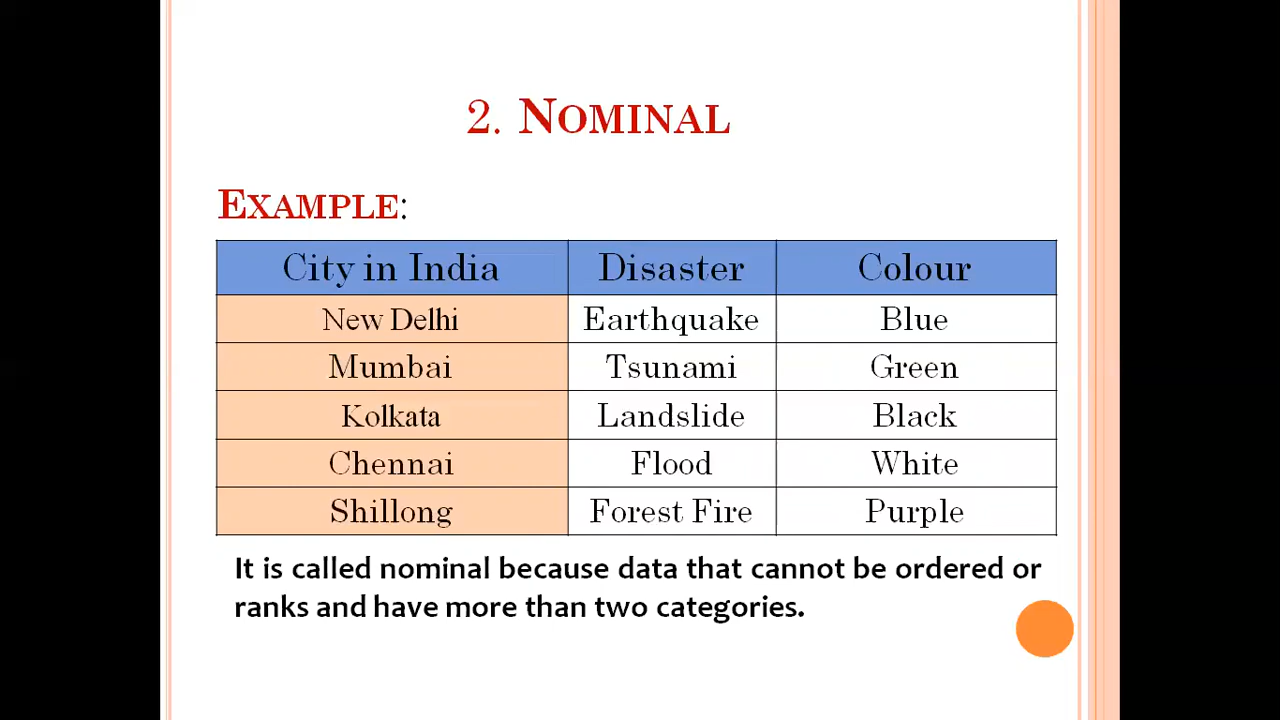 2. NOMINAL
EXAMPLE:
City in India Disaster Colour
New Delhi Earthquake Blue
Mumbai Tsunami Green
Kolkata Landslide Black
Chennai Flood White
Shillong Forest Fire Purple
It is called nominal because data that cannot be ordered or
ranks and have more than two categories.